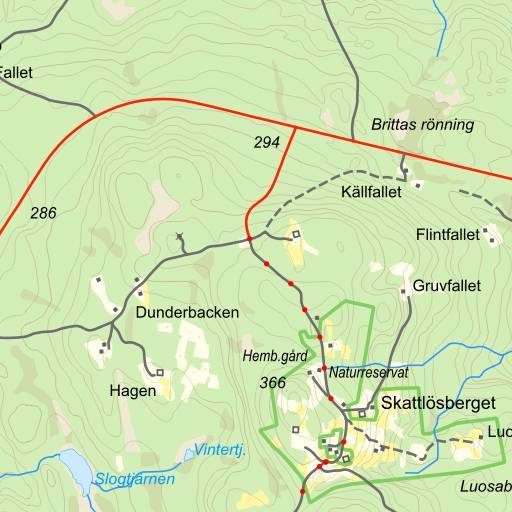 Fallet
Brittas rönning
294
Källfallet
286
Flintfallet
Gruvfallet
Dunderbacken
Hemb.gård
Naturreservat
366
Hagen
Skattlösberget
Luo
Vintertj.
Slogtjärnen
Luosab